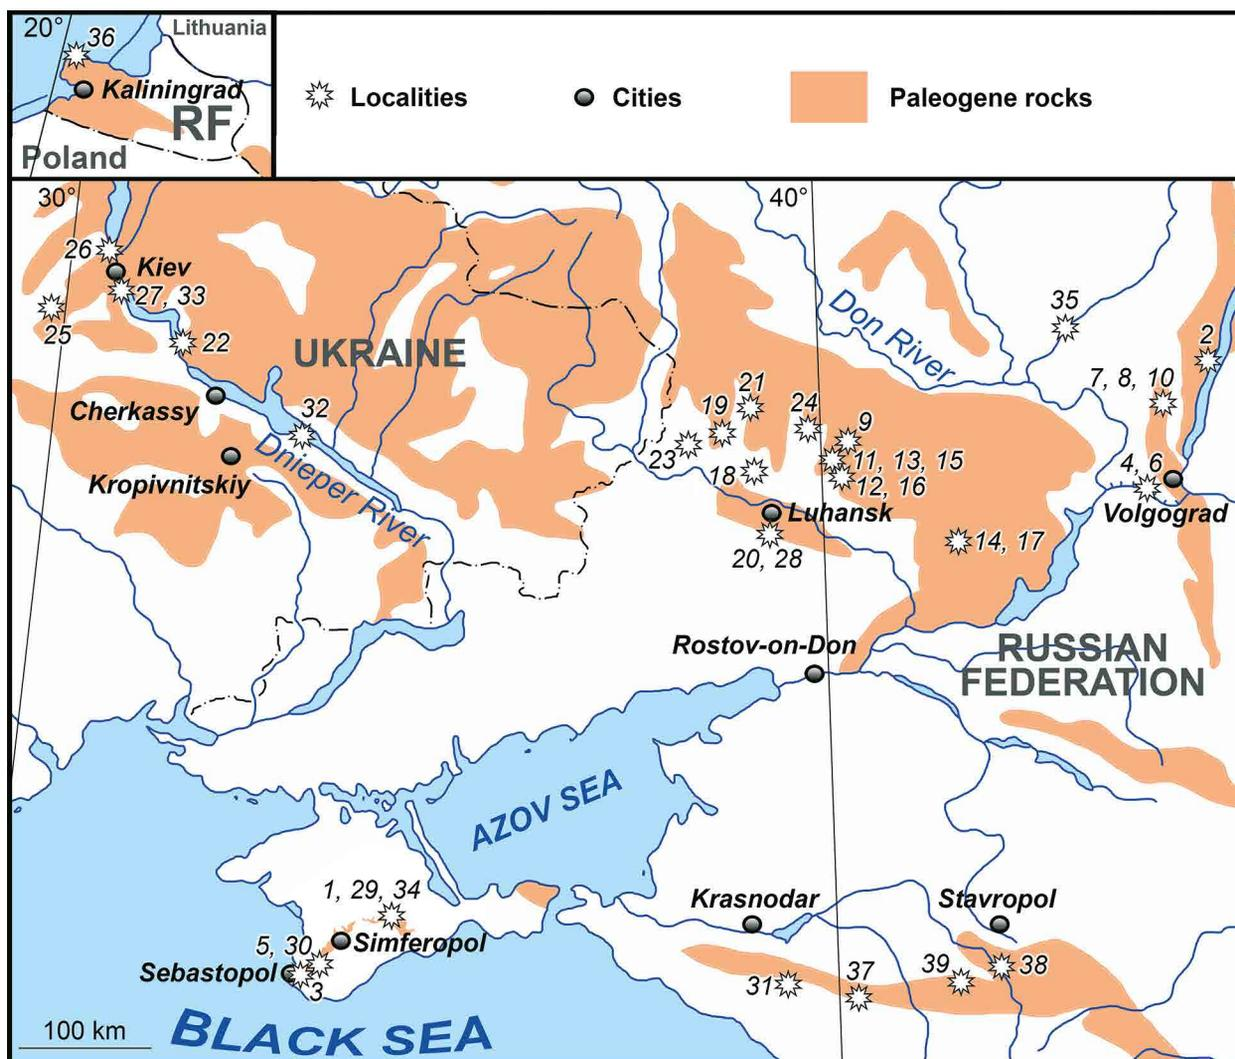 20°
36
Lithuania
Kaliningrad
RF
Poland
Localities
Cities
Paleogene rocks
30°
40°
26
Kiev
27, 33
25
22
UKRAINE
Don River
35
2
7, 8, 10
Cherkassy
32
21
19
24
9
23
11, 13, 15
18
12, 16
4, 6
Dnieper River
Kropivnitskiy
Luhansk
Volgograd
20, 28
14, 17
Rostov-on-Don
RUSSIAN
FEDERATION
AZOV SEA
1, 29, 34
Krasnodar
Stavropol
5, 30
Simferopol
Sebastopol
3
31
37
39
38
100 km
BLACK SEA